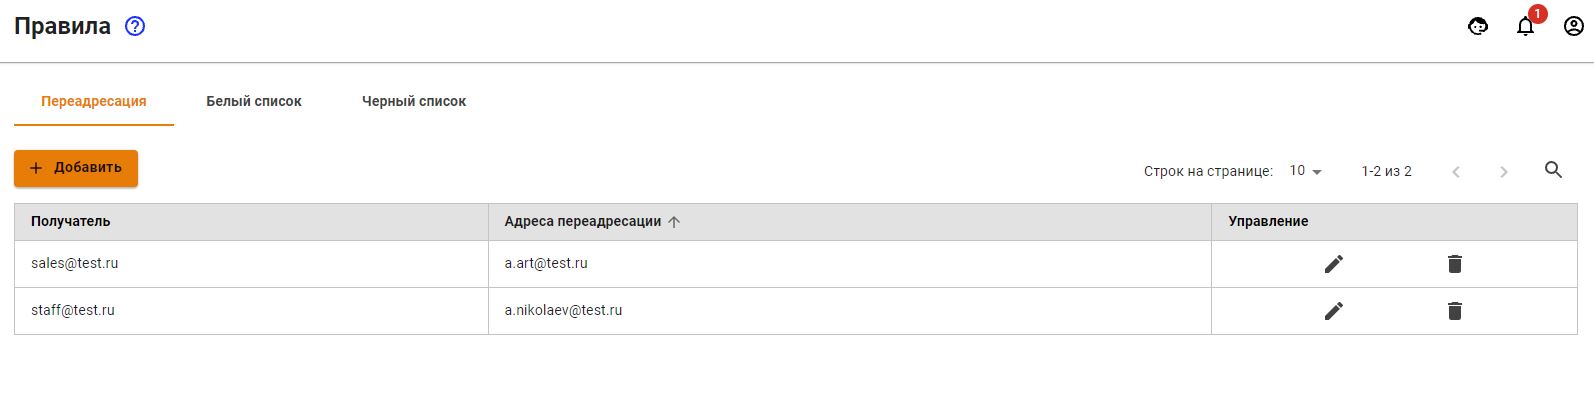 Правила
1
Переадресация Белый список Черный список
Добавить
Строк на странице: 10 1-2 из 2
Получатель Адреса переадресации Управление
sales@test.ru a.art@test.ru
staff@test.ru a.nikolaev@test.ru